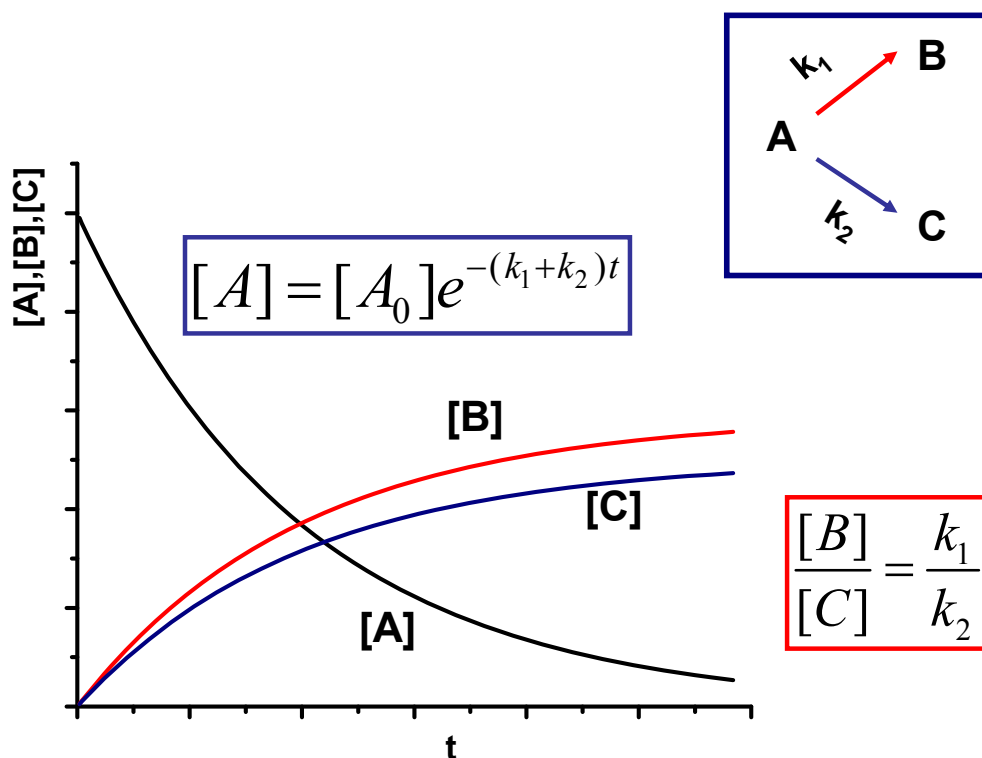 k₁
B
A
k₂
C
[A],[B],[C]
[A]=[A₀]e^{-(k₁+k₂)t}
[B]
[C]
[A]
[B]/[C] = k₁/k₂
t